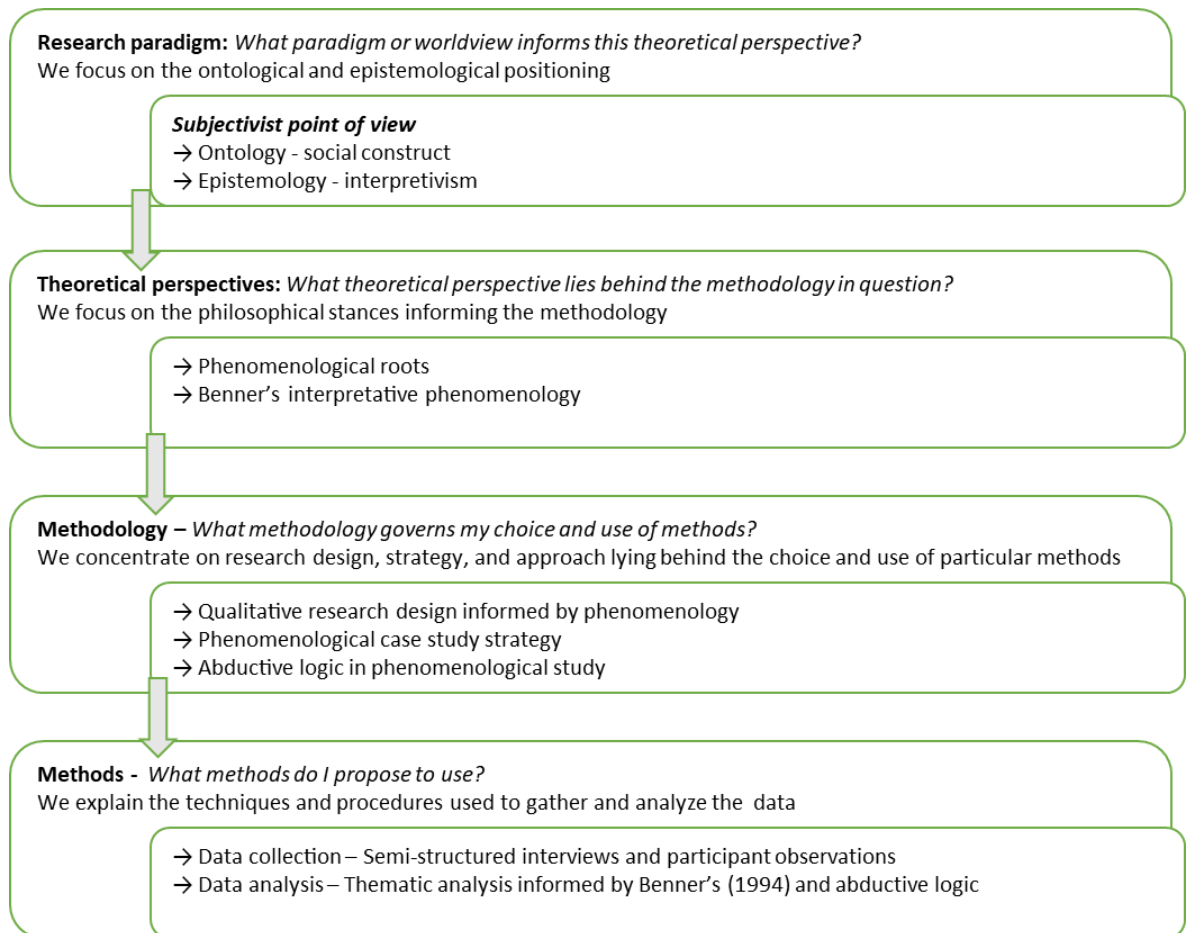 Research paradigm: What paradigm or worldview informs this theoretical perspective?
We focus on the ontological and epistemological positioning
Subjectivist point of view
→ Ontology - social construct
→ Epistemology - interpretivism
Theoretical perspectives: What theoretical perspective lies behind the methodology in question?
We focus on the philosophical stances informing the methodology
→ Phenomenological roots
→ Benner’s interpretative phenomenology
Methodology – What methodology governs my choice and use of methods?
We concentrate on research design, strategy, and approach lying behind the choice and use of particular methods
→ Qualitative research design informed by phenomenology
→ Phenomenological case study strategy
→ Abductive logic in phenomenological study
Methods - What methods do I propose to use?
We explain the techniques and procedures used to gather and analyze the data
→ Data collection – Semi-structured interviews and participant observations
→ Data analysis – Thematic analysis informed by Benner’s (1994) and abductive logic